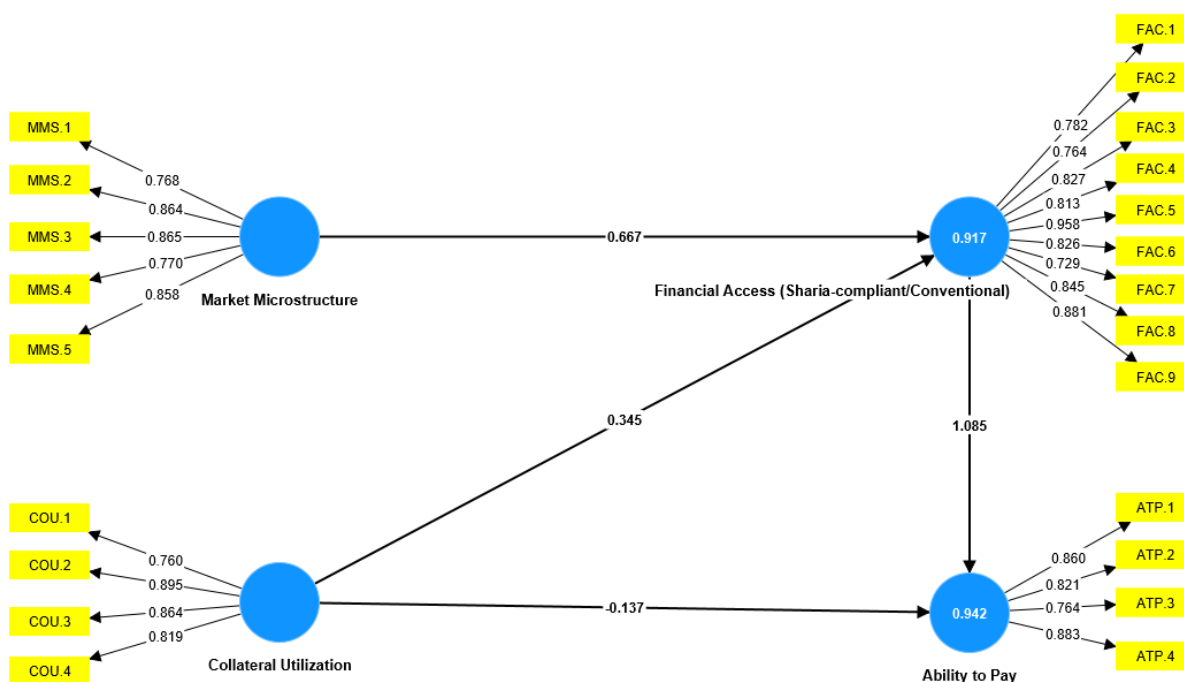 FAC.1
FAC.2
FAC.3
FAC.4
FAC.5
FAC.6
FAC.7
FAC.8
FAC.9
0.782
0.764
0.827
0.813
0.958
0.826
0.729
0.845
0.881
MMS.1
MMS.2
MMS.3
MMS.4
MMS.5
0.768
0.864
0.865
0.770
0.858
Market Microstructure
0.667
0.917
Financial Access (Sharia-compliant/Conventional)
0.345
1.085
COU.1
COU.2
COU.3
COU.4
0.760
0.895
0.864
0.819
Collateral Utilization
-0.137
0.942
Ability to Pay
0.860
0.821
0.764
0.883
ATP.1
ATP.2
ATP.3
ATP.4